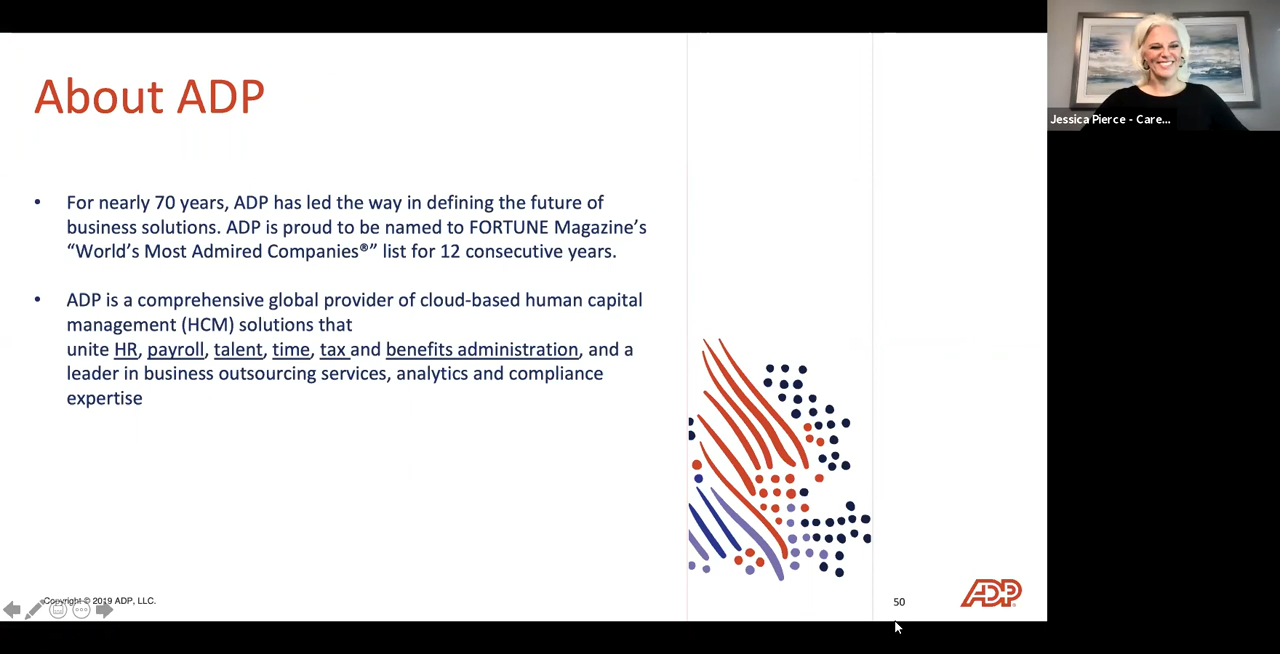 About ADP
• For nearly 70 years, ADP has led the way in defining the future of
business solutions. ADP is proud to be named to FORTUNE Magazine’s
“World’s Most Admired Companies®” list for 12 consecutive years.
• ADP is a comprehensive global provider of cloud-based human capital
management (HCM) solutions that
unite HR, payroll, talent, time, tax and benefits administration, and a
leader in business outsourcing services, analytics and compliance
expertise
Copyright © 2019 ADP, LLC.
50
ADP
Jessica Pierce - Care...